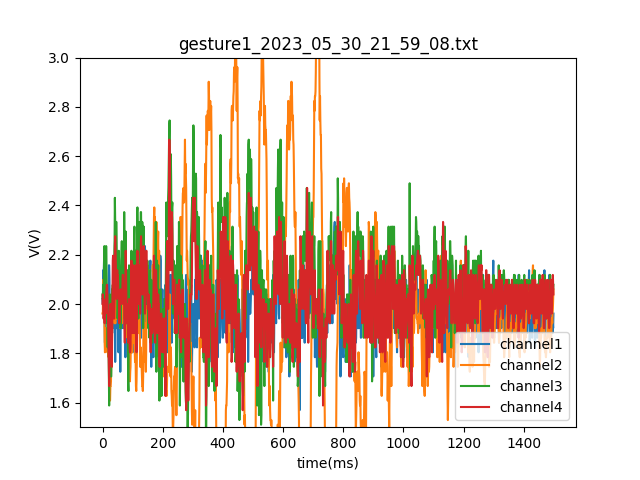 gesture1_2023_05_30_21_59_08.txt
3.0
2.8
2.6
2.4
2.2
2.0
1.8
1.6
V(V)
channel1
channel2
channel3
channel4
0 200 400 600 800 1000 1200 1400
time(ms)